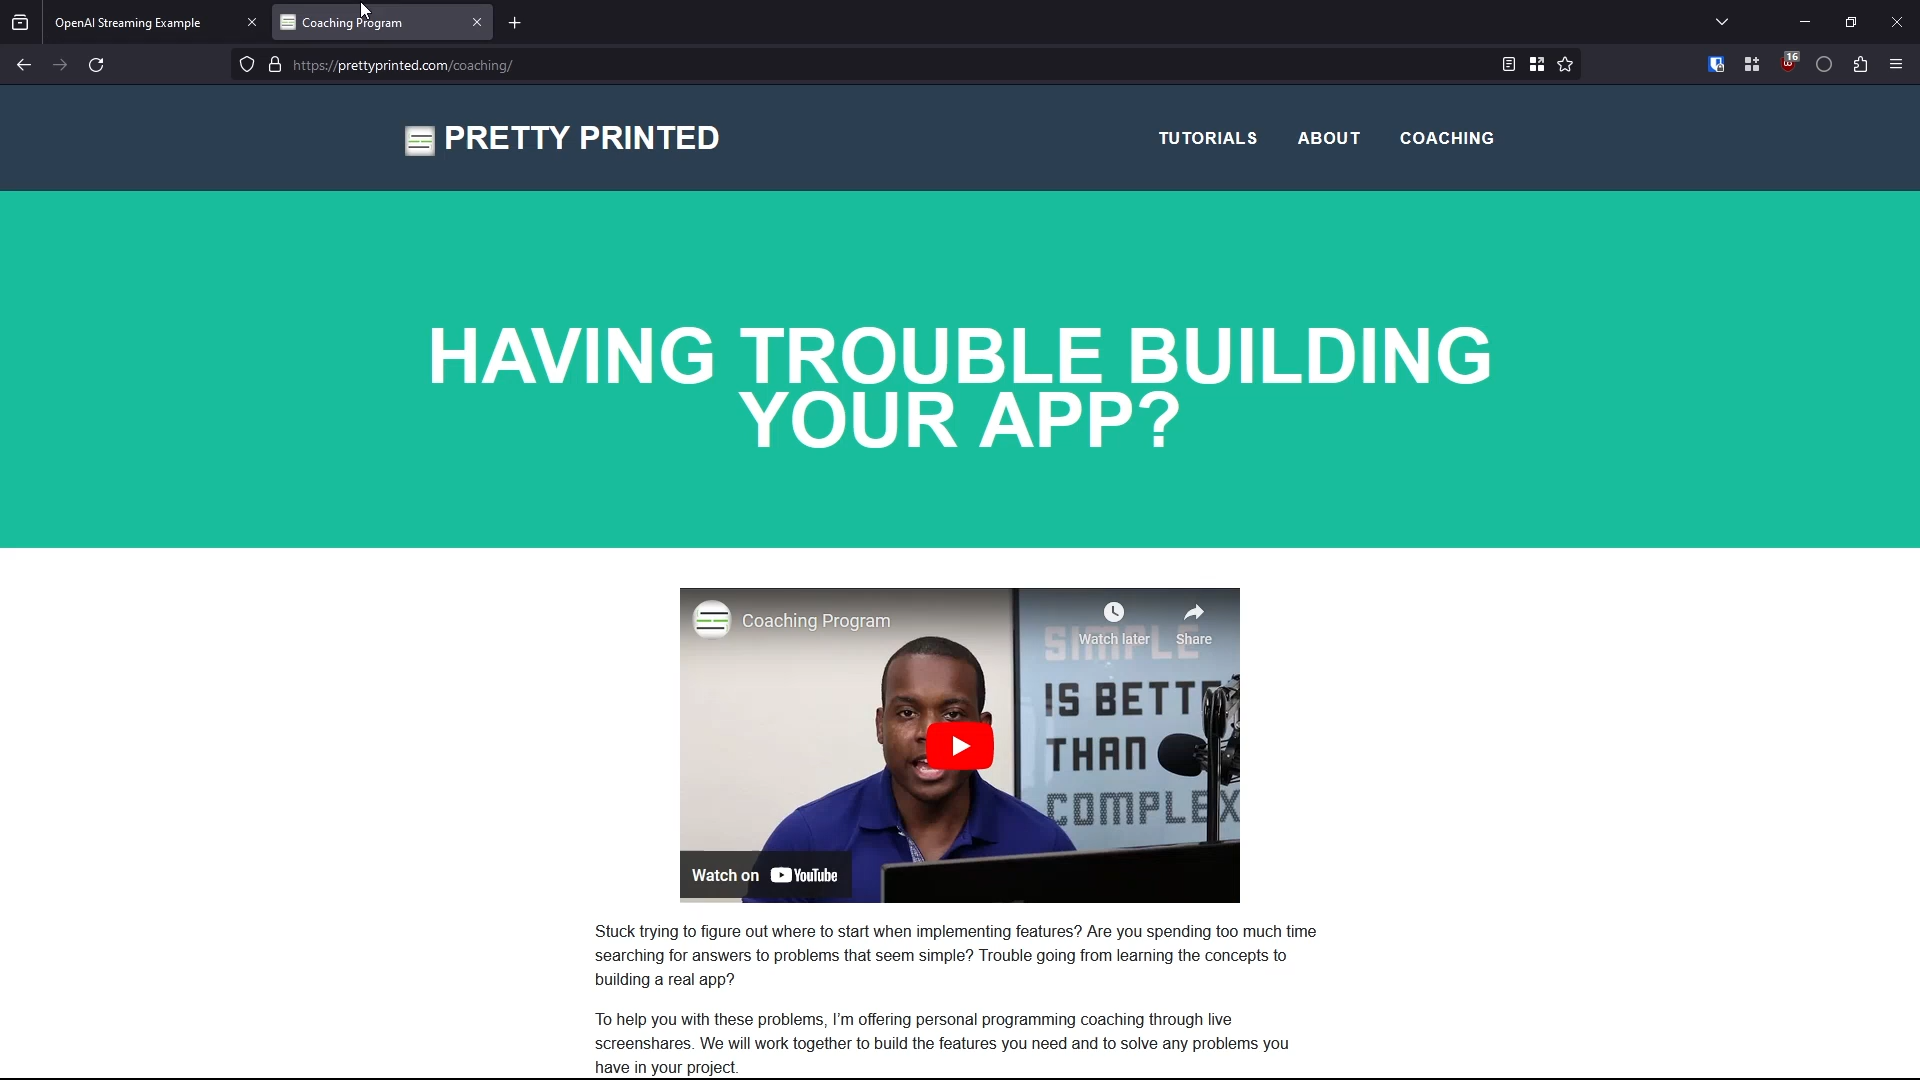 OpenAI Streaming Example
Coaching Program
16
https://prettyprinted.com/coaching/
PRETTY PRINTED
TUTORIALS
ABOUT
COACHING
HAVING TROUBLE BUILDING
YOUR APP?
Coaching Program
Watch later
Share
SIMPLE
IS BETTE
THAN
COMPLEX
Watch on YouTube
Stuck trying to figure out where to start when implementing features? Are you spending too much time
searching for answers to problems that seem simple? Trouble going from learning the concepts to
building a real app?
To help you with these problems, I'm offering personal programming coaching through live
screenshares. We will work together to build the features you need and to solve any problems you
have in your project.